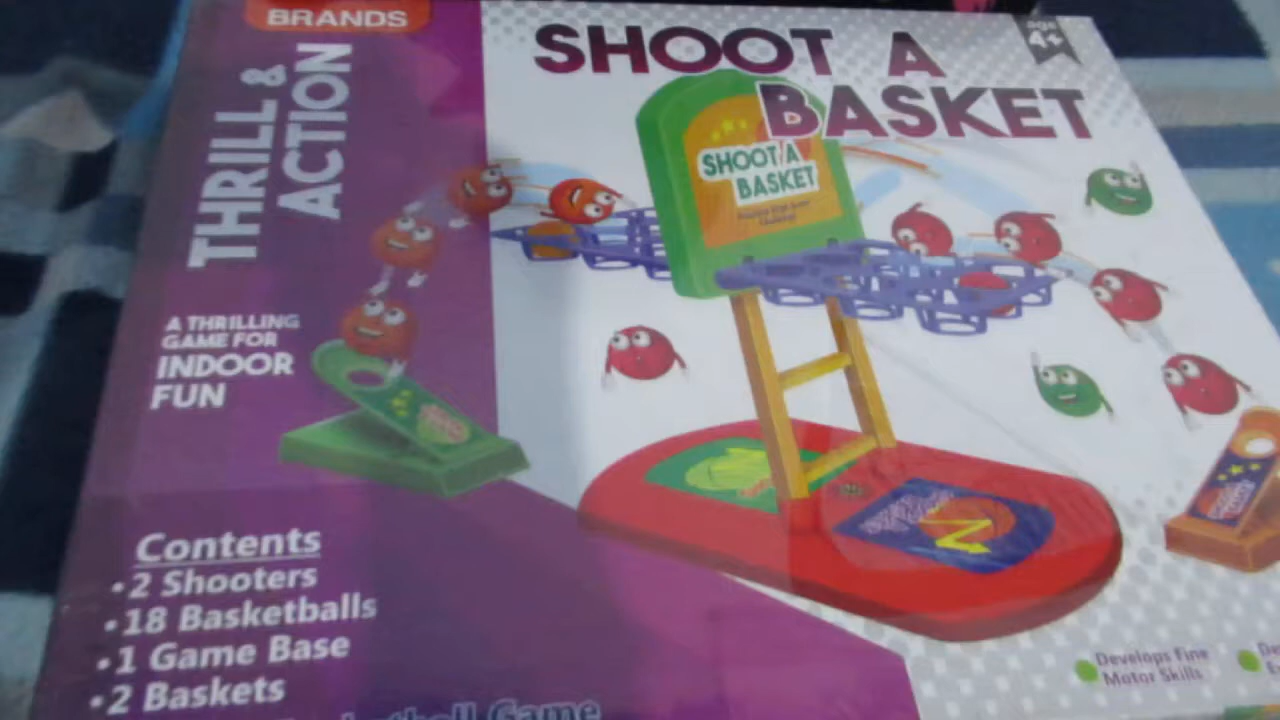 BRANDS
SHOOT A
BASKET
age
4+
THRILL &
ACTION
SHOOT A
BASKET
A THRILLING
GAME FOR
INDOOR
FUN
Contents
•2 Shooters
•18 Basketballs
•1 Game Base
•2 Baskets
Develops Fine
Motor Skills
Game